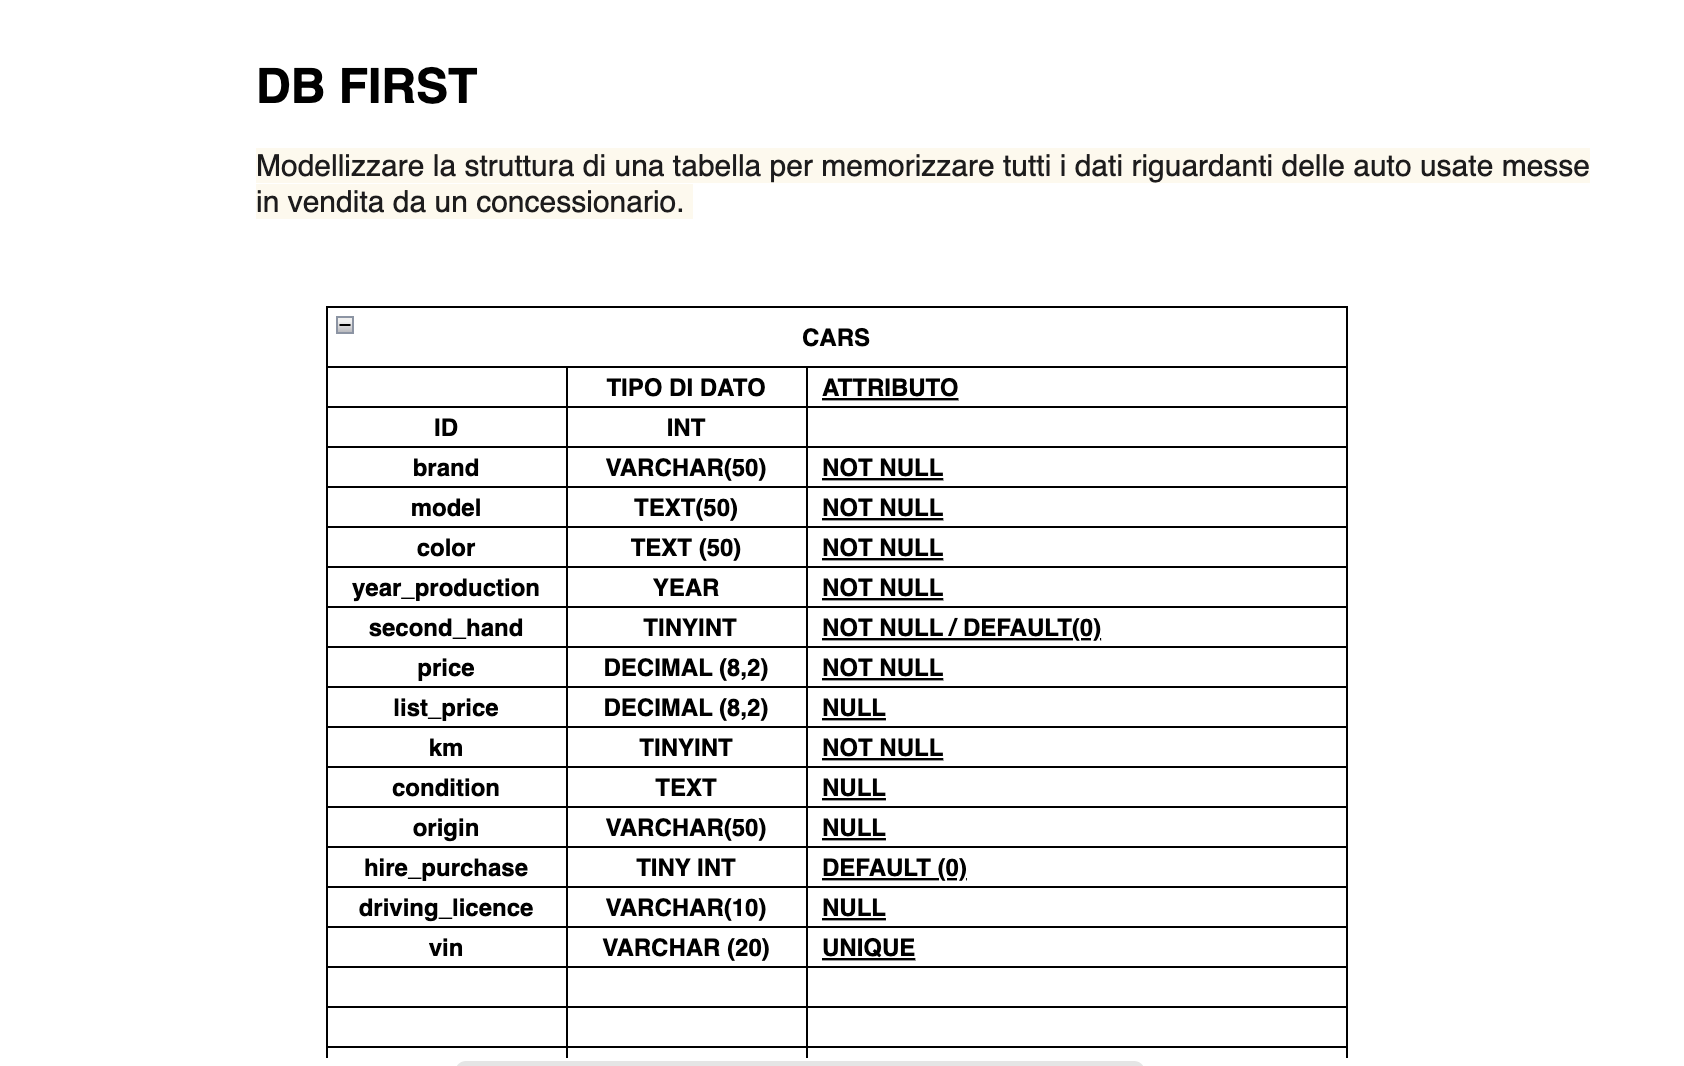 DB FIRST
Modellizzare la struttura di una tabella per memorizzare tutti i dati riguardanti delle auto usate messe
in vendita da un concessionario.
CARS
TIPO DI DATO ATTRIBUTO
ID INT
brand VARCHAR(50) NOT NULL
model TEXT(50) NOT NULL
color TEXT (50) NOT NULL
year_production YEAR NOT NULL
second_hand TINYINT NOT NULL / DEFAULT(0)
price DECIMAL (8,2) NOT NULL
list_price DECIMAL (8,2) NULL
km TINYINT NOT NULL
condition TEXT NULL
origin VARCHAR(50) NULL
hire_purchase TINY INT DEFAULT (0)
driving_licence VARCHAR(10) NULL
vin VARCHAR (20) UNIQUE